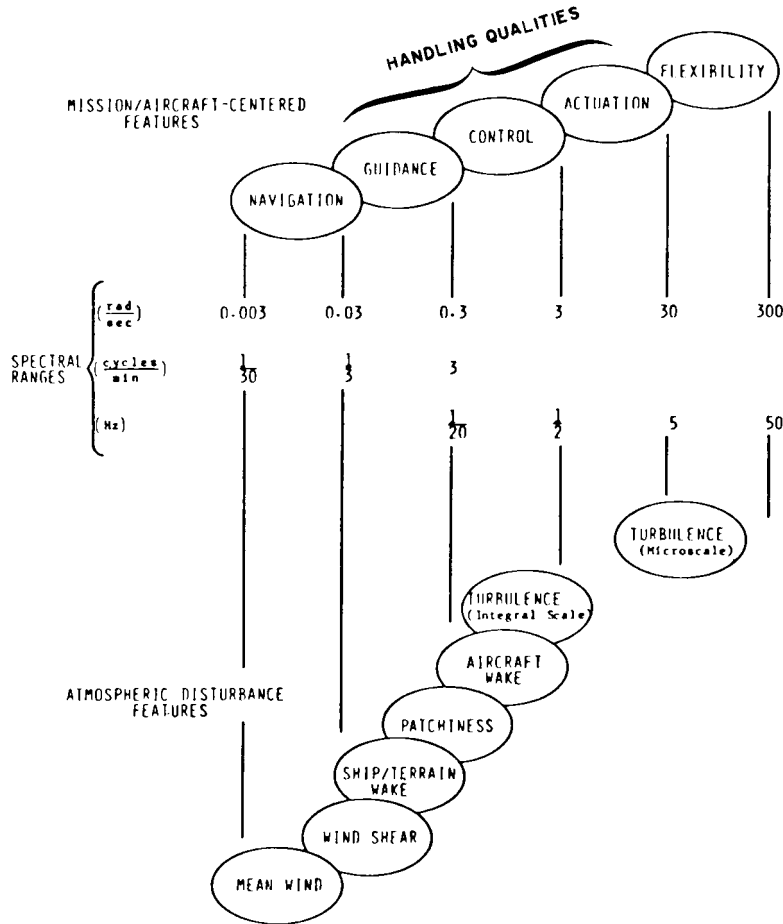 HANDLING QUALITIES
MISSION/AIRCRAFT-CENTERED
FEATURES
FLEXIBILITY
ACTUATION
CONTROL
GUIDANCE
NAVIGATION
SPECTRAL
RANGES
(rad/sec) 0.003 0.03 0.3 3 30 300
(cycles/min) 1/30 1/3 3
(Hz) 1/20 1/2 5 50
TURBULENCE
(Microscale)
TURBULENCE
(Integral Scale)
AIRCRAFT
WAKE
ATMOSPHERIC DISTURBANCE
FEATURES
PATCHINESS
SHIP/TERRAIN
WAKE
WIND SHEAR
MEAN WIND